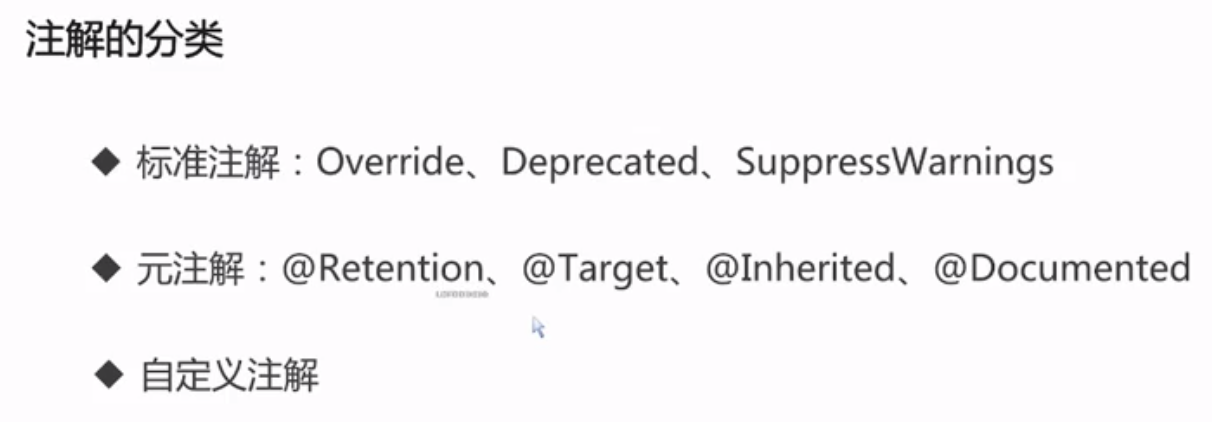 注解的分类
◆ 标准注解：Override、Deprecated、SuppressWarnings
◆ 元注解：@Retention、@Target、@Inherited、@Documented
◆ 自定义注解